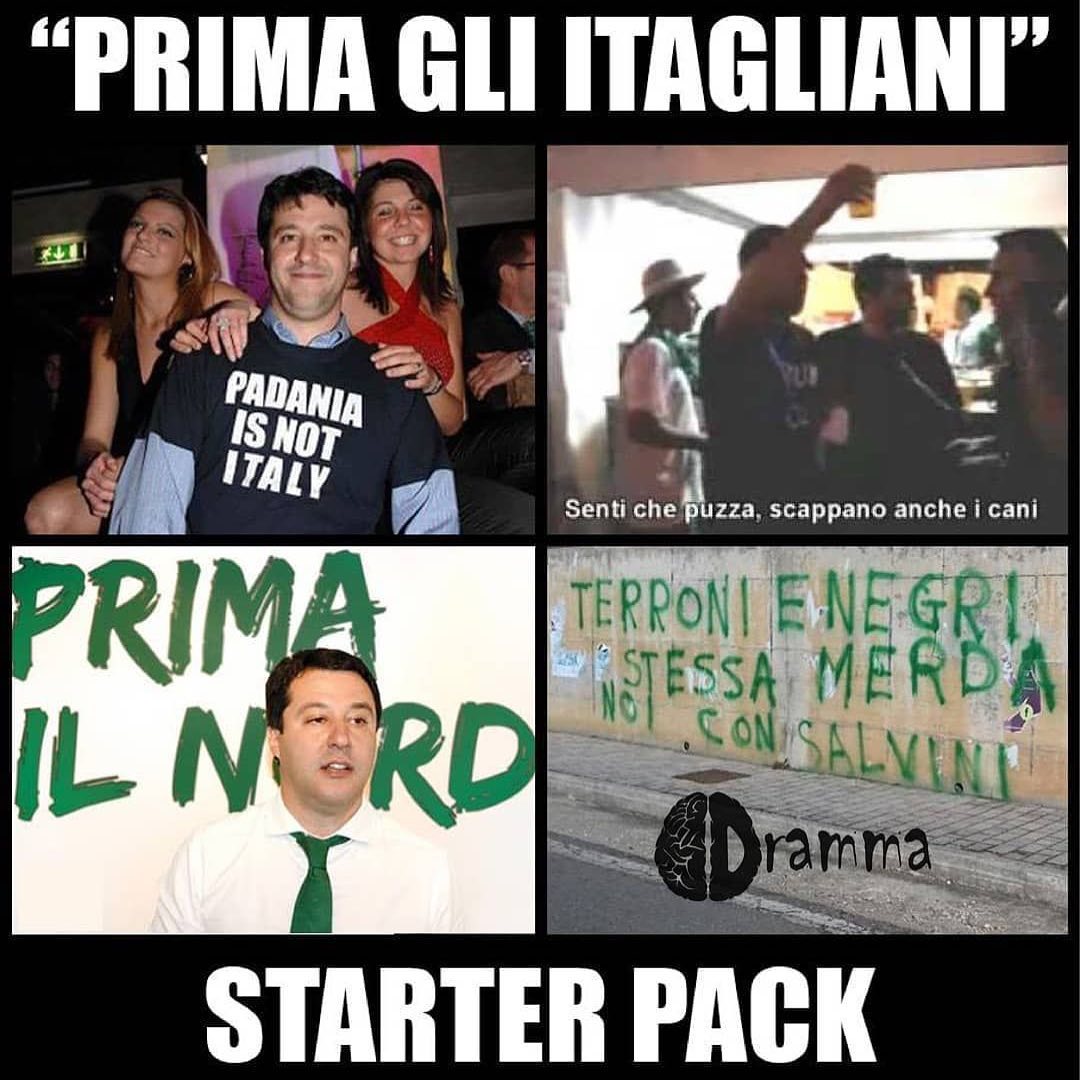 “PRIMA GLI ITAGLIANI”
PADANIA
IS NOT
ITALY
Senti che puzza, scappano anche i cani
PRIMA
IL N RD
TERRONI E NEGRI
STESSA MERDA
NOI CON SALVINI
Dramma
STARTER PACK